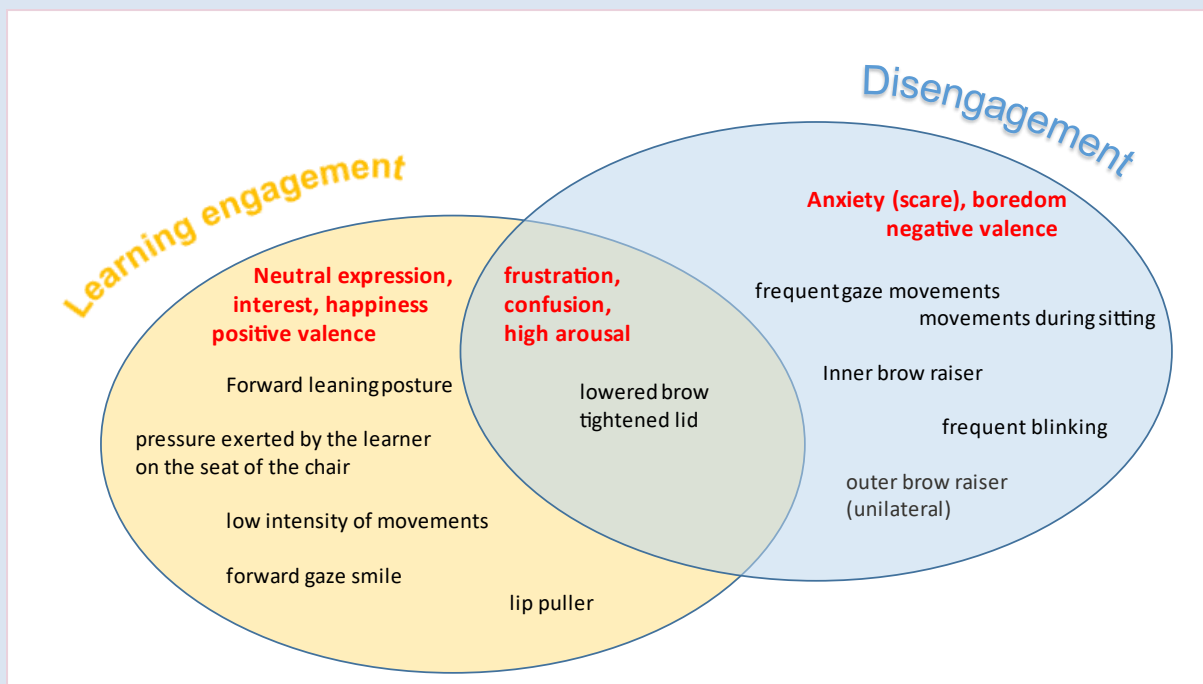 Learning engagement
Disengagement
Neutral expression,
interest, happiness
positive valence
Forward leaning posture
pressure exerted by the learner
on the seat of the chair
low intensity of movements
forward gaze smile
lip puller
frustration,
confusion,
high arousal
lowered brow
tightened lid
Anxiety (scare), boredom
negative valence
frequent gaze movements
movements during sitting
Inner brow raiser
frequent blinking
outer brow raiser
(unilateral)